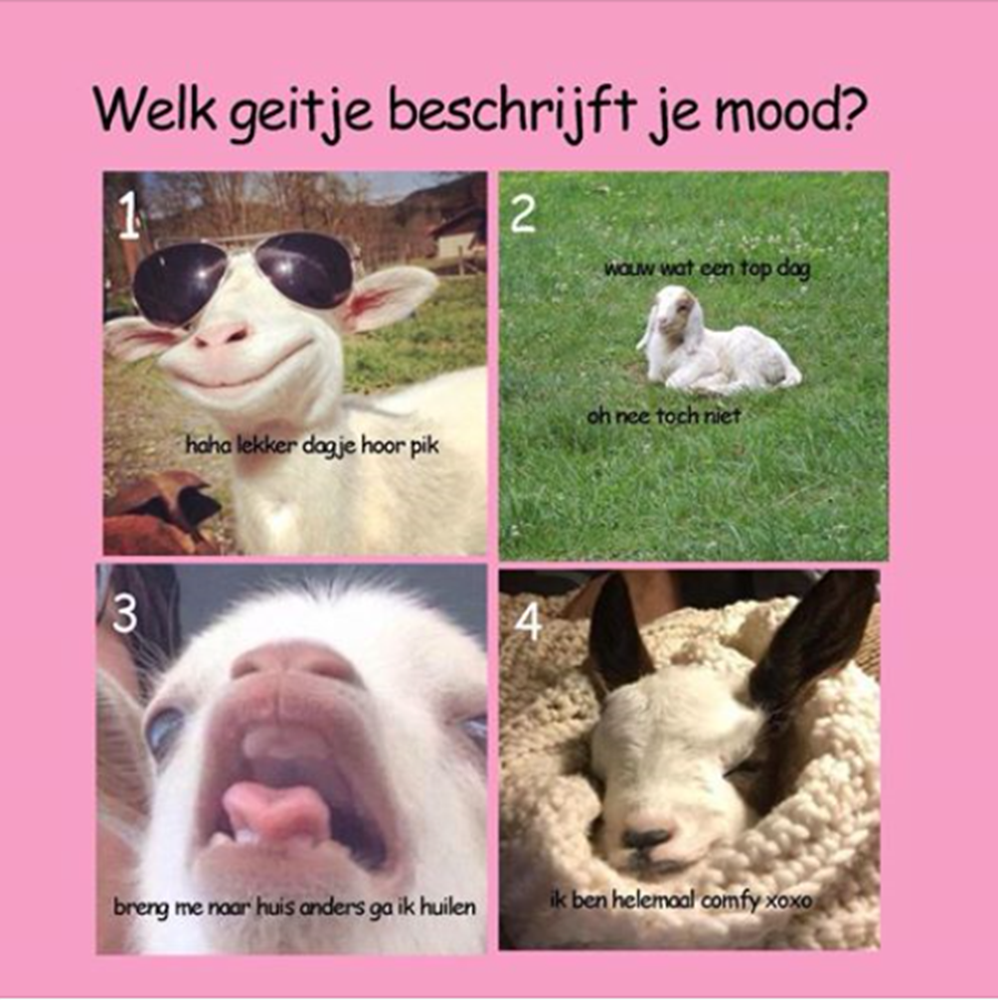 Welk geitje beschrijft je mood?
1
haha lekker dagje hoor pik
2
wauw wat een top dag
oh nee toch niet
3
breng me naar huis anders ga ik huilen
4
ik ben helemaal comfy xoxo